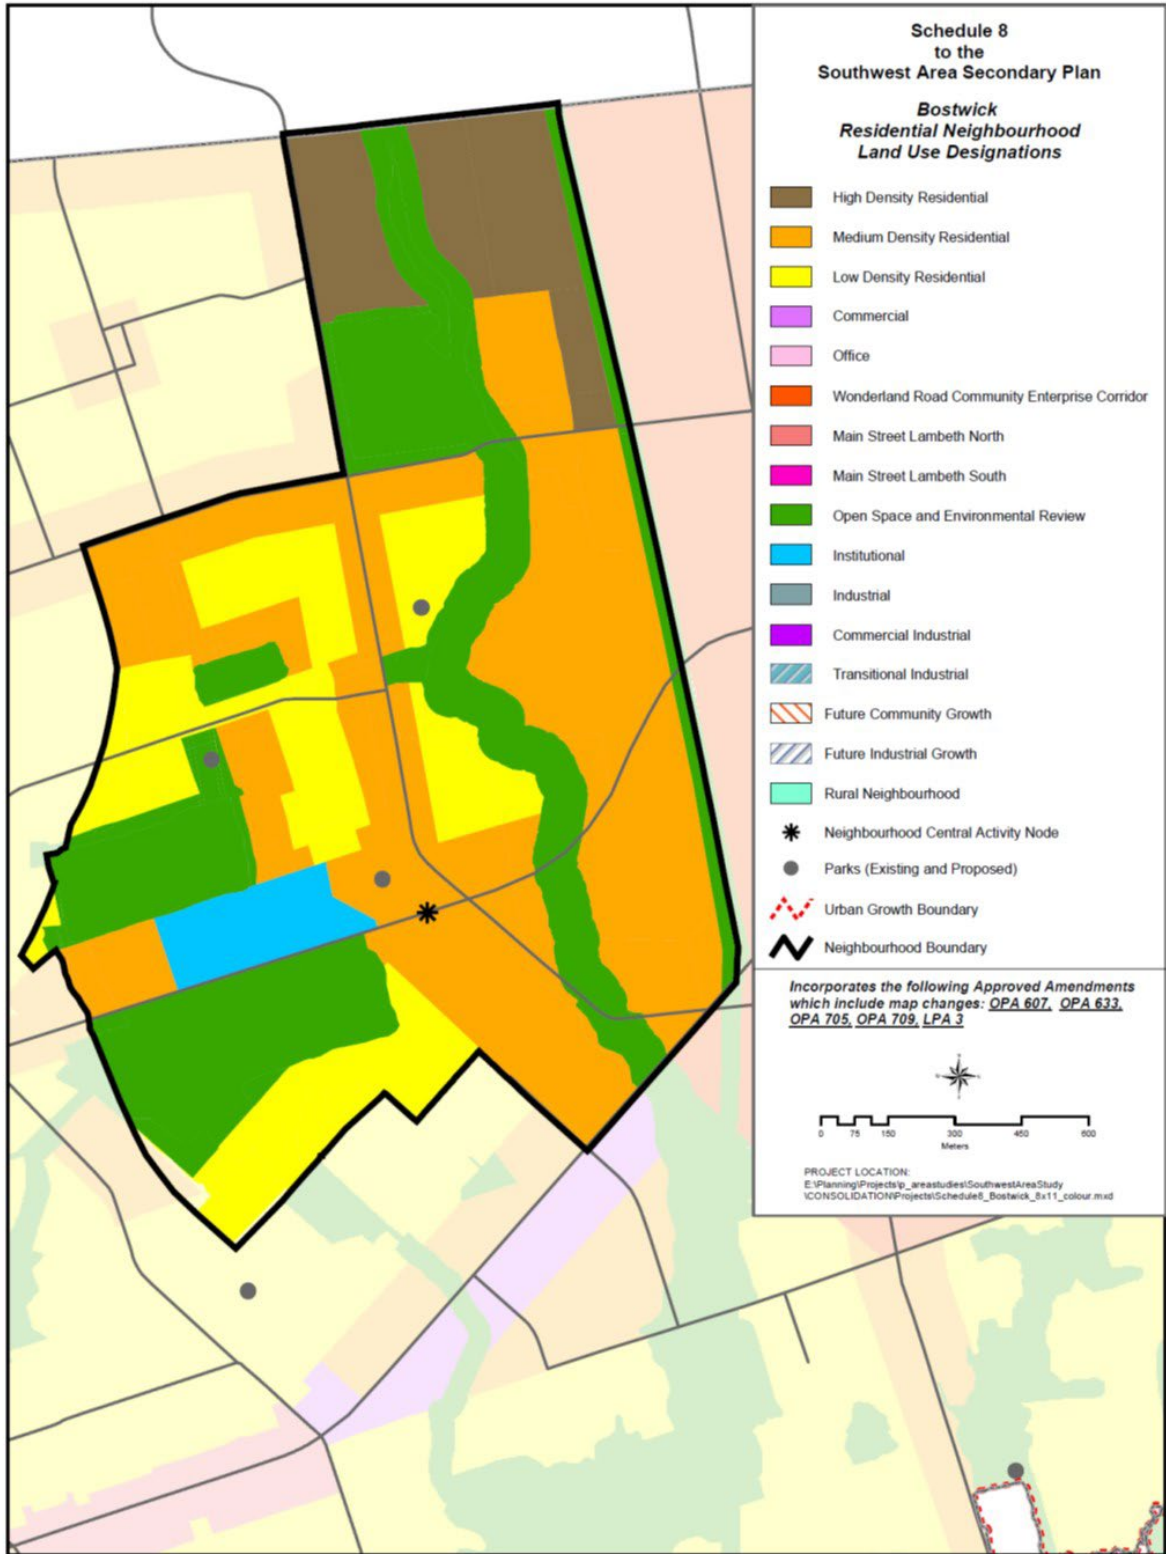 Schedule 8
to the
Southwest Area Secondary Plan
Bostwick
Residential Neighbourhood
Land Use Designations
High Density Residential
Medium Density Residential
Low Density Residential
Commercial
Office
Wonderland Road Community Enterprise Corridor
Main Street Lambeth North
Main Street Lambeth South
Open Space and Environmental Review
Institutional
Industrial
Commercial Industrial
Transitional Industrial
Future Community Growth
Future Industrial Growth
Rural Neighbourhood
Neighbourhood Central Activity Node
Parks (Existing and Proposed)
Urban Growth Boundary
Neighbourhood Boundary
Incorporates the following Approved Amendments
which include map changes: OPA 607, OPA 633,
OPA 705, OPA 709, LPA 3
0 75 150 300 450 600
Meters
PROJECT LOCATION:
E:\Planning\Projects\p_areastudies\SouthwestAreaStudy
\CONSOLIDATION\Projects\Schedule8_Bostwick_8x11_colour.mxd